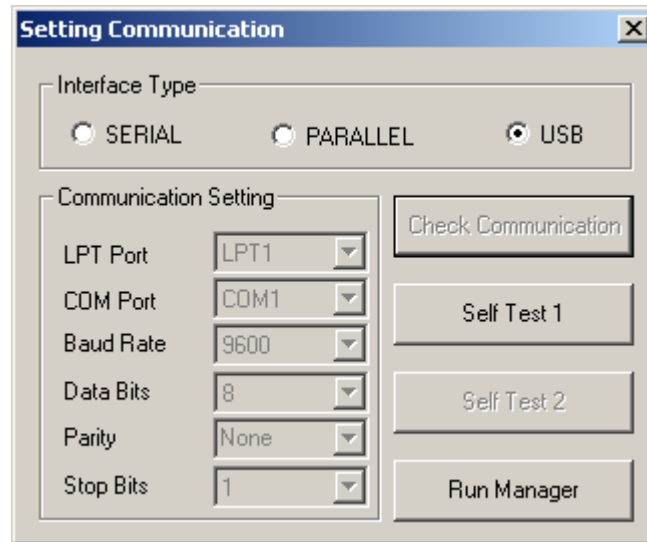 Setting Communication
Interface Type
SERIAL PARALLEL USB
Communication Setting
LPT Port LPT1
COM Port COM1
Baud Rate 9600
Data Bits 8
Parity None
Stop Bits 1
Check Communication
Self Test 1
Self Test 2
Run Manager